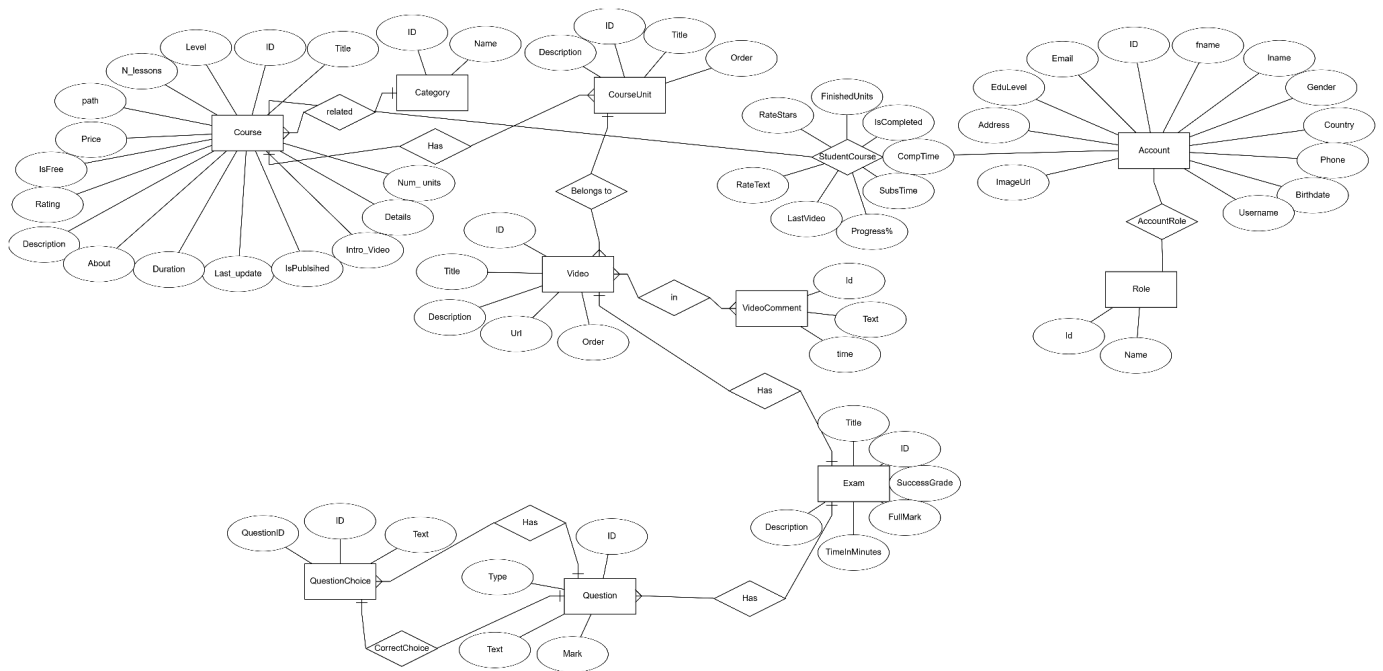 Level
ID
Title
ID
Name
ID
Title
Description
Order
N_lessons
path
Price
IsFree
Rating
Description
About
Duration
Last_update
IsPublsihed
Intro_Video
Details
Num_ units
Course
related
Category
Has
CourseUnit
Belongs to
RateStars
FinishedUnits
IsCompleted
StudentCourse
CompTime
RateText
SubsTime
LastVideo
Progress%
Email
ID
fname
lname
EduLevel
Gender
Address
Account
Country
ImageUrl
Phone
Birthdate
Username
AccountRole
Role
Id
Name
ID
Title
Video
Description
Url
Order
in
VideoComment
Id
Text
time
Has
Title
ID
Exam
SuccessGrade
FullMark
Description
TimeInMinutes
Has
QuestionID
ID
Text
QuestionChoice
Has
ID
Type
Question
Has
CorrectChoice
Text
Mark